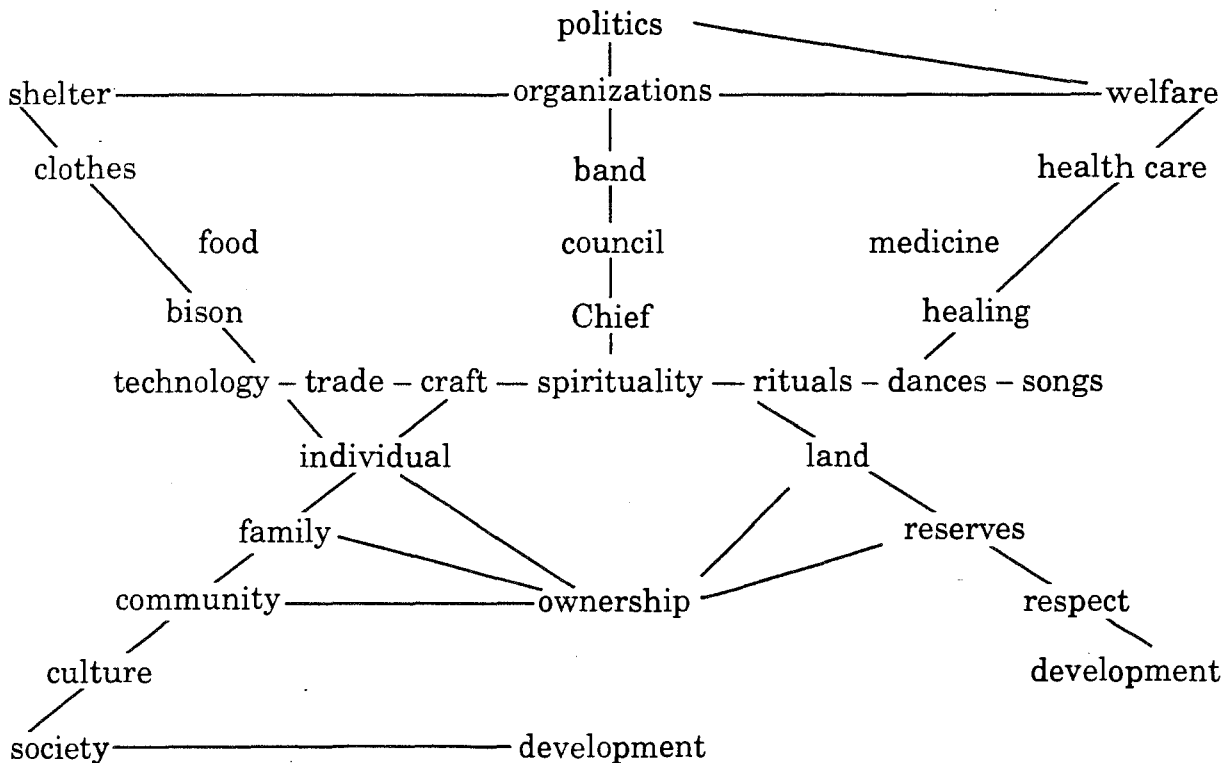 politics
shelter organizations welfare
clothes band health care
food council medicine
bison Chief healing
technology – trade – craft — spirituality — rituals – dances – songs
individual land
family reserves
community ownership respect
culture development
society development